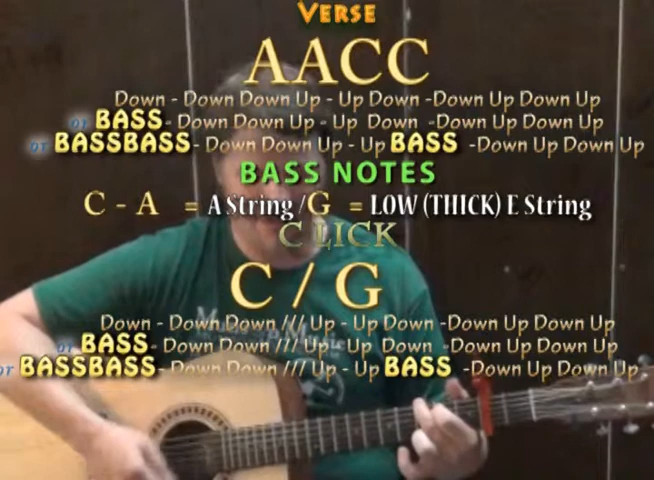 VERSE
AACC
Down - Down Down Up - Up Down -Down Up Down Up
or BASS- Down Down Up - Up Down -Down Up Down Up
or BASSBASS- Down Down Up - Up BASS -Down Up Down Up
BASS NOTES
C - A = A String / G = LOW (THICK) E String
C LICK
C / G
Down - Down Down /// Up - Up Down -Down Up Down Up
or BASS- Down Down /// Up - Up Down -Down Up Down Up
or BASSBASS- Down Down /// Up - Up BASS -Down Up Down Up